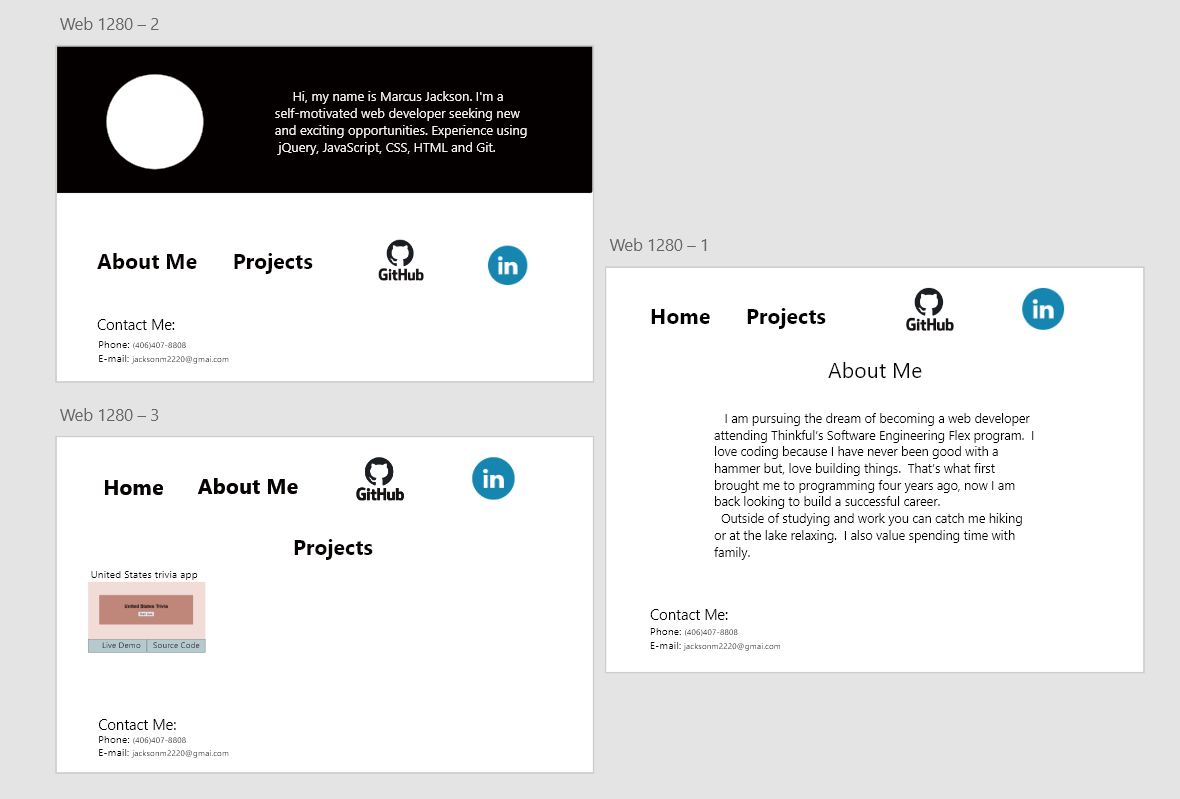 Web 1280 – 2
Hi, my name is Marcus Jackson. I'm a
self-motivated web developer seeking new
and exciting opportunities. Experience using
jQuery, JavaScript, CSS, HTML and Git.
About Me
Projects
GitHub
in
Contact Me:
Phone: (406)407-8808
E-mail: jacksonm2220@gmai.com
Web 1280 – 3
Home
About Me
GitHub
in
Projects
United States trivia app
United States Trivia
Live Demo
Source Code
Contact Me:
Phone: (406)407-8808
E-mail: jacksonm2220@gmai.com
Web 1280 – 1
Home
Projects
GitHub
in
About Me
I am pursuing the dream of becoming a web developer
attending Thinkful's Software Engineering Flex program. I
love coding because I have never been good with a
hammer but, love building things. That's what first
brought me to programming four years ago, now I am
back looking to build a successful career.
Outside of studying and work you can catch me hiking
or at the lake relaxing. I also value spending time with
family.
Contact Me:
Phone: (406)407-8808
E-mail: jacksonm2220@gmai.com